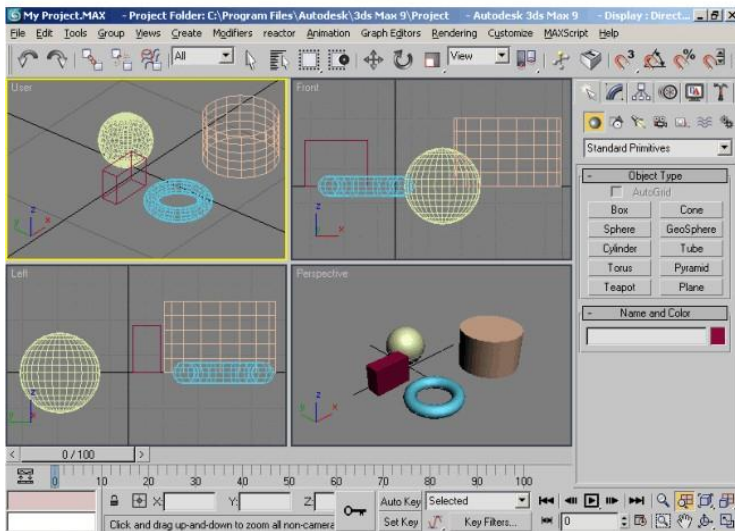 My Project.MAX - Project Folder: C:\Program Files\Autodesk\3ds Max 9\Project - Autodesk 3ds Max 9 - Display : Direct...
File Edit Tools Group Views Create Modifiers reactor Animation Graph Editors Rendering Customize MAXScript Help
All View 3 %
User Front
z y x
z x
Standard Primitives
- Object Type
AutoGrid
Box Cone
Sphere GeoSphere
Cylinder Tube
Torus Pyramid
Teapot Plane
Left Perspective
- Name and Color
z y
z y x
< 0 / 100 >
0 10 20 30 40 50 60 70 80 90 100
X: Y: Z: Auto Key Selected
Click and drag up-and-down to zoom all non-camera Set Key Key Filters... 0